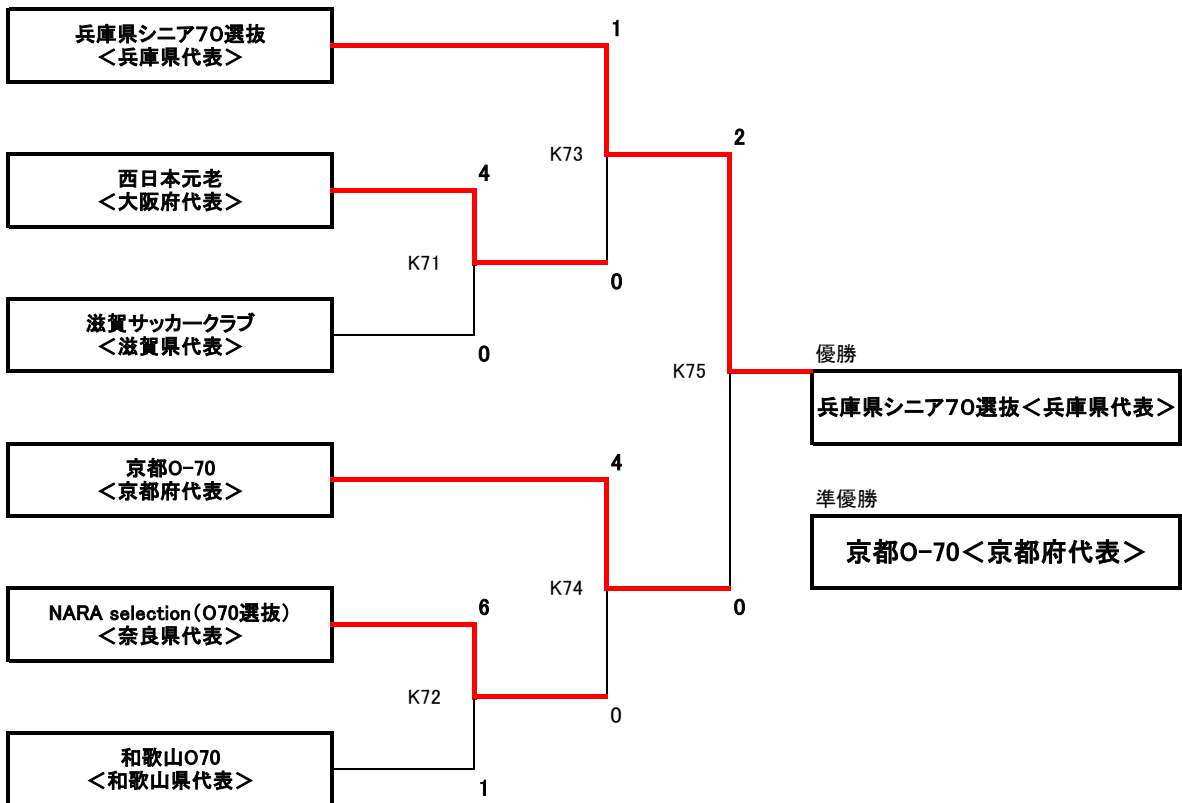 兵庫県シニア70選抜
＜兵庫県代表＞
1
K73
2
西日本元老
＜大阪府代表＞
4
K71
0
滋賀サッカークラブ
＜滋賀県代表＞
0
K75
優勝
兵庫県シニア70選抜＜兵庫県代表＞
京都O-70
＜京都府代表＞
4
準優勝
京都O-70＜京都府代表＞
K74
0
NARA selection（O70選抜）
＜奈良県代表＞
6
K72
0
和歌山O70
＜和歌山県代表＞
1